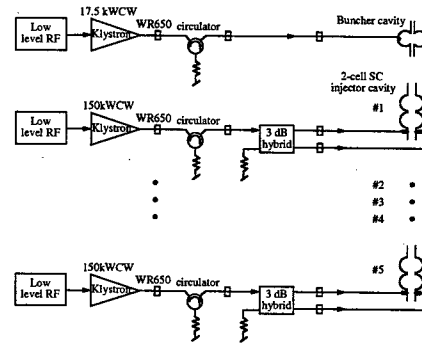 17.5 kWCW
Low
level RF
Klystron
WR650
circulator
Buncher cavity
2-cell SC
injector cavity
#1
150kWCW
Low
level RF
Klystron
WR650
circulator
3 dB
hybrid
#2
#3
#4
150kWCW
Low
level RF
Klystron
WR650
circulator
3 dB
hybrid
#5